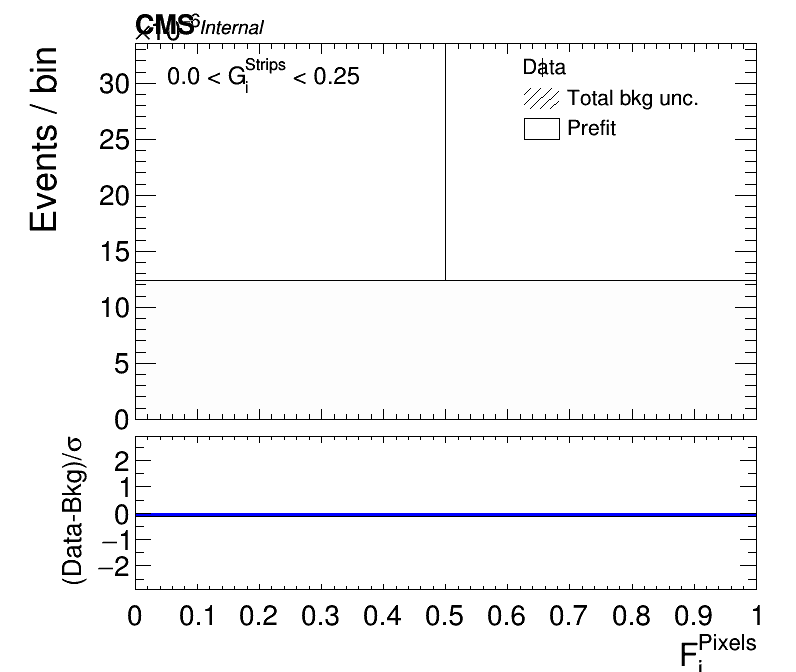 CMS Internal
×10⁻⁶
Events / bin
0.0 < G_i^Strips < 0.25
Data
Total bkg unc.
Prefit
30
25
20
15
10
5
0
(Data-Bkg)/σ
2
1
0
−1
−2
0 0.1 0.2 0.3 0.4 0.5 0.6 0.7 0.8 0.9 1
F_i^Pixels